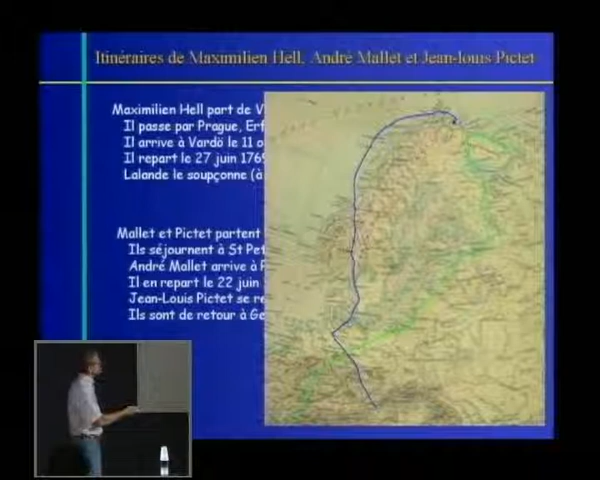 Itinéraires de Maximilien Hell, André Mallet et Jean-louis Pictet
Maximilien Hell part de V
Il passe par Prague, Erf
Il arrive à Vardö le 11 o
Il repart le 27 juin 1769
Lalande le soupçonne (à
Mallet et Pictet partent
Ils séjournent à St Pet
André Mallet arrive à P
Il en repart le 22 juin
Jean-Louis Pictet se re
Ils sont de retour à Ge